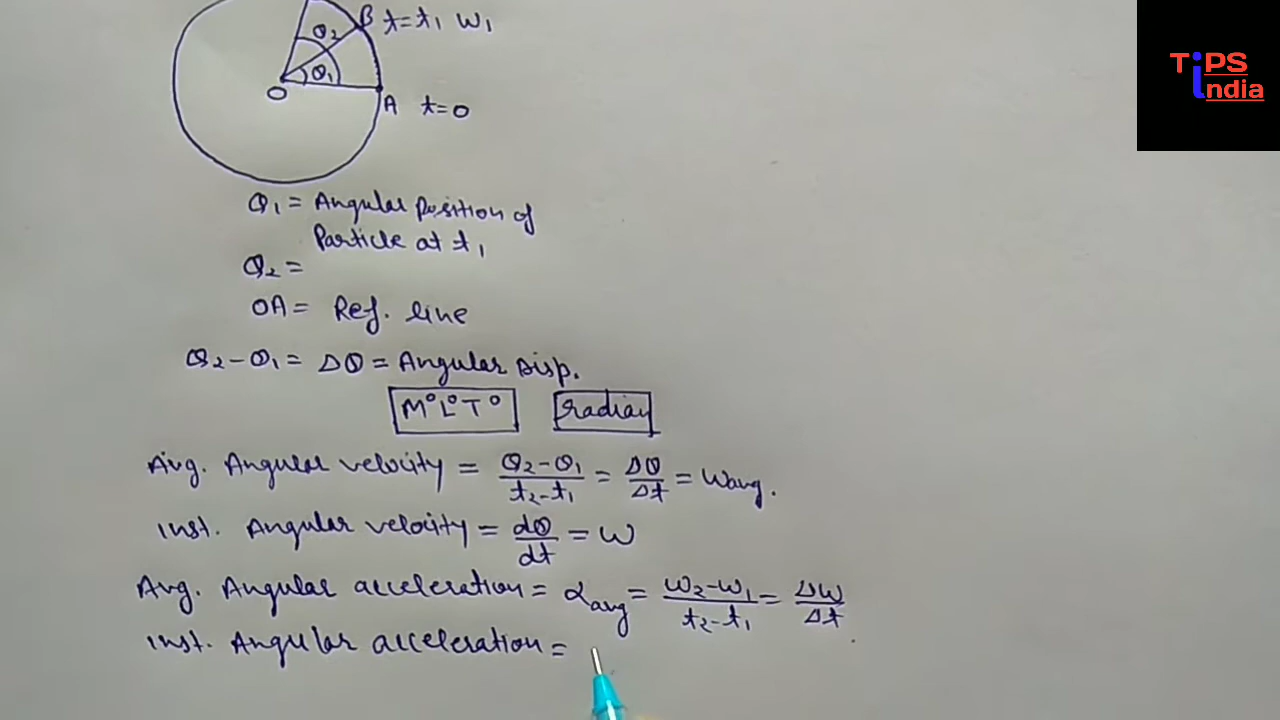 B t=t₁ ω₁
θ₂
θ₁
O
A t=0
θ₁ = Angular Position of
Particle at t₁
θ₂ =
OA = Ref. line
θ₂-θ₁ = Δθ = Angular Disp.
M⁰L⁰T⁰ radian
Avg. Angular velocity = θ₂-θ₁/t₂-t₁ = Δθ/Δt = ωavg.
Inst. Angular velocity = dθ/dt = ω
Avg. Angular acceleration = αavg = ω₂-ω₁/t₂-t₁ = Δω/Δt
Inst. Angular acceleration =
TiPS
india